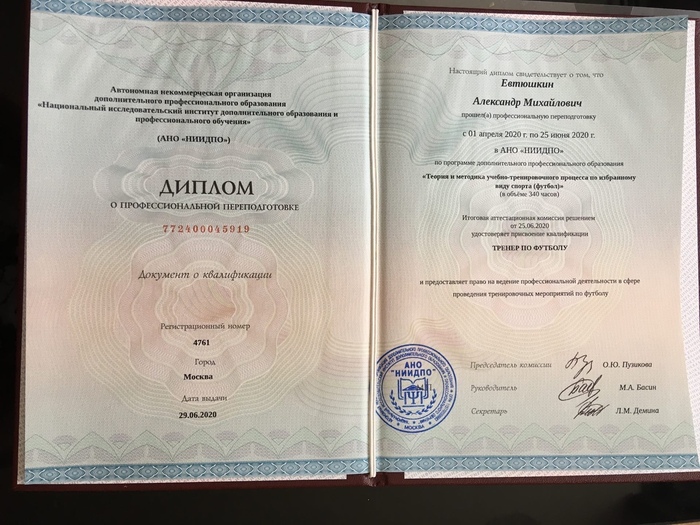 Автономная некоммерческая организация
дополнительного профессионального образования
«Национальный исследовательский институт дополнительного образования и
профессионального обучения»
(АНО «НИИДПО»)
ДИПЛОМ
О ПРОФЕССИОНАЛЬНОЙ ПЕРЕПОДГОТОВКЕ
772400045919
Документ о квалификации
Регистрационный номер
4761
Город
Москва
Дата выдачи
29.06.2020
Настоящий диплом свидетельствует о том, что
Евтюшкин
Александр Михайлович
прошел(а) профессиональную переподготовку
с 01 апреля 2020 г. по 25 июня 2020 г.
в АНО «НИИДПО»
по программе дополнительного профессионального образования
«Теория и методика учебно-тренировочного процесса по избранному
виду спорта (футбол)»
(в объёме 340 часов)
Итоговая аттестационная комиссия решением
от 25.06.2020
удостоверяет присвоение квалификации
ТРЕНЕР ПО ФУТБОЛУ
и предоставляет право на ведение профессиональной деятельности в сфере
проведения тренировочных мероприятий по футболу
АНО
"НИИДПО"
МОСКВА
Председатель комиссии О.Ю. Пузикова
Руководитель М.А. Басин
Секретарь Л.М. Демина